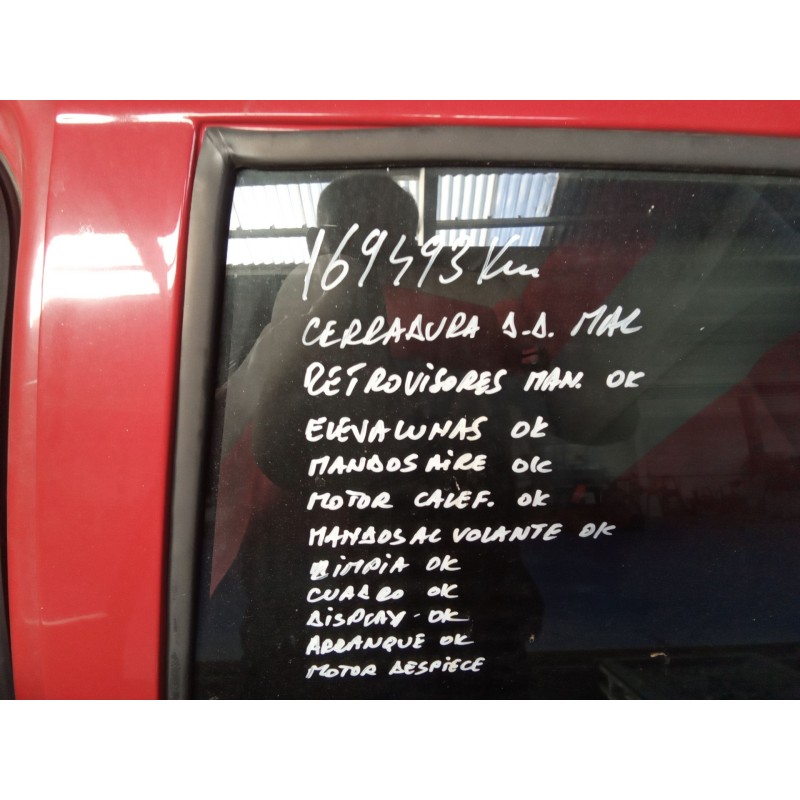 169493 Km
CERRADURA D.D. MAL
RETROVISORES MAN. OK
ELEVALUNAS OK
MANDOS AIRE OK
MOTOR CALEF. OK
MANDOS AL VOLANTE OK
LIMPIA OK
CUADRO OK
DISPLAY - OK
ARRANQUE OK
MOTOR DESPIECE